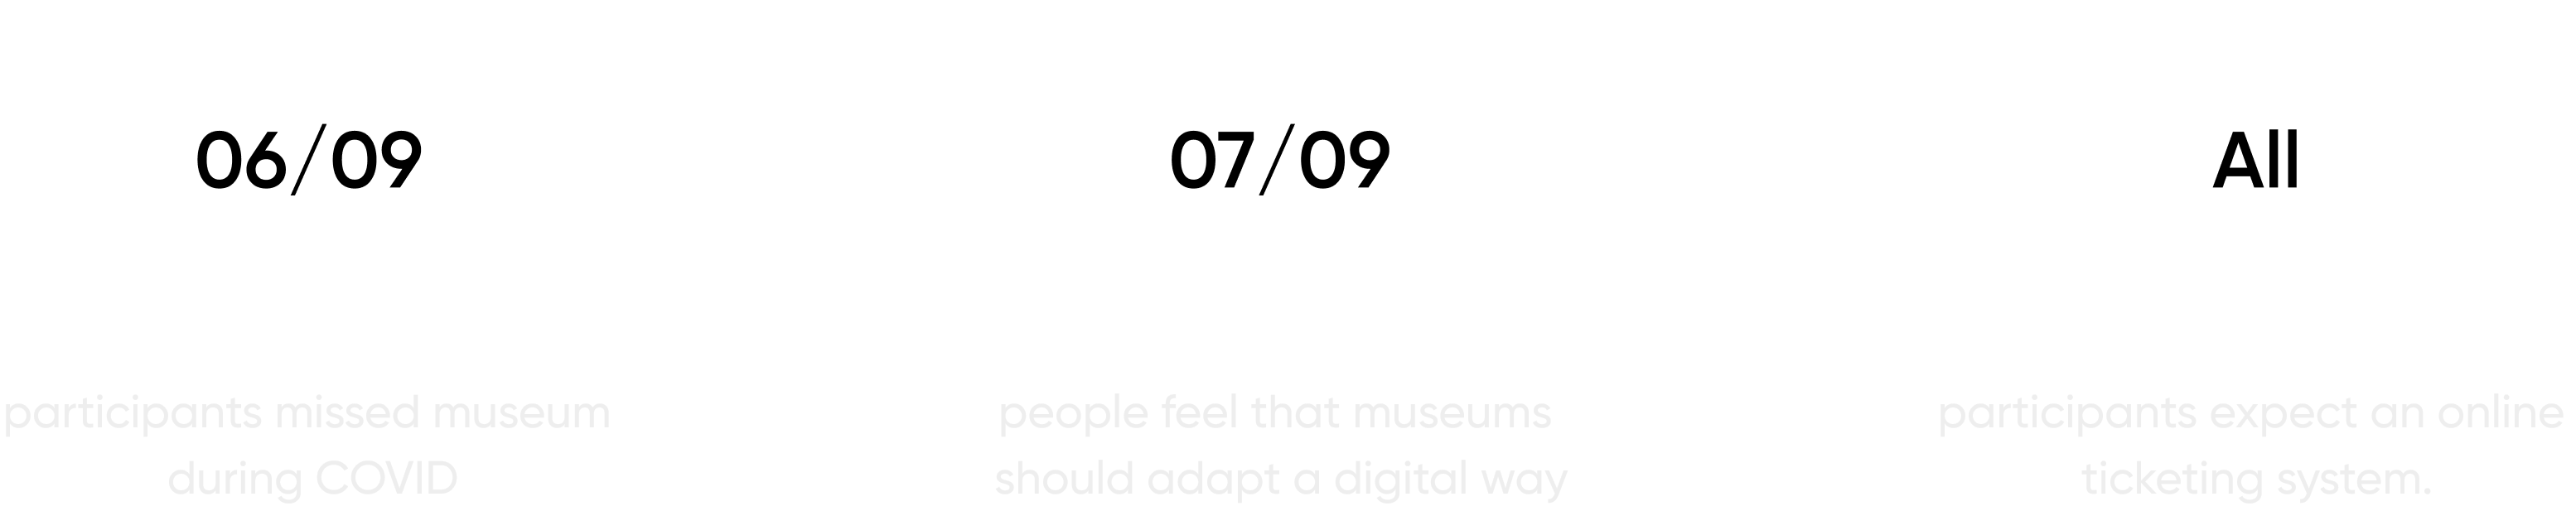 06/09
participants missed museum
during COVID
07/09
people feel that museums
should adapt a digital way
All
participants expect an online
ticketing system.